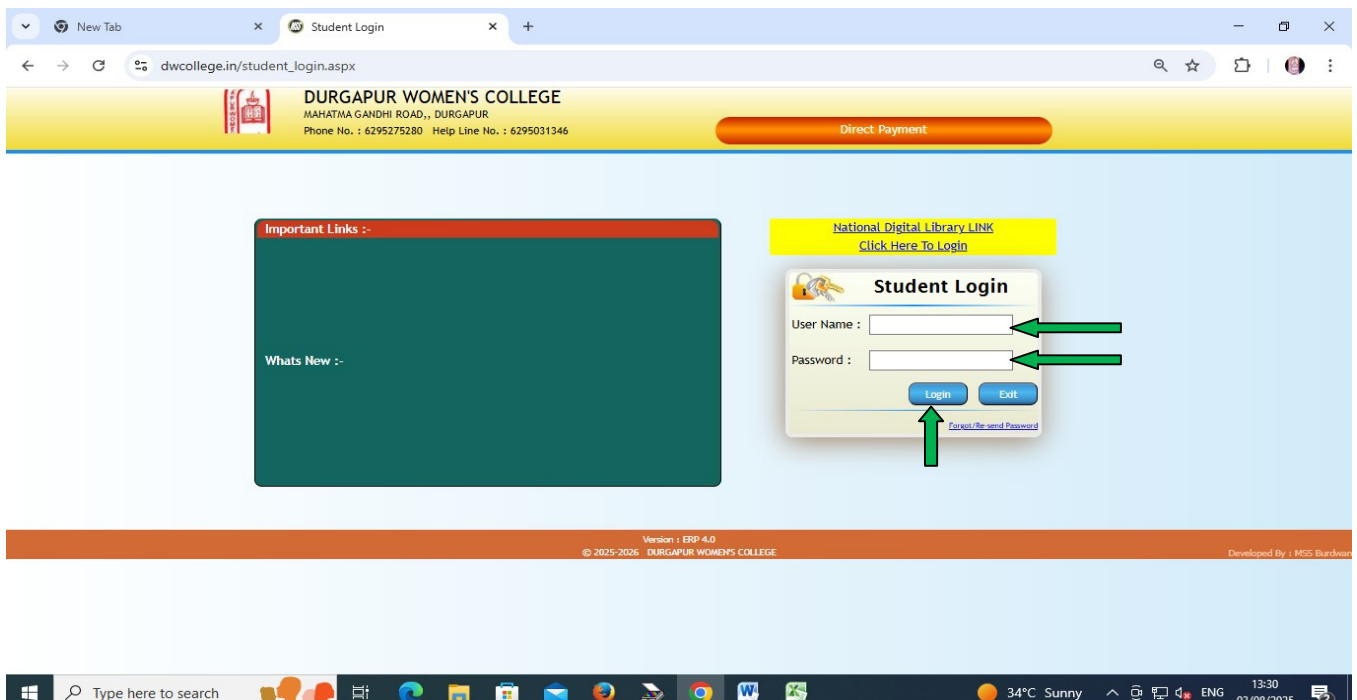 New Tab
Student Login
dwcollege.in/student_login.aspx
DURGAPUR WOMEN'S COLLEGE
MAHATMA GANDHI ROAD,, DURGAPUR
Phone No. : 6295275280 Help Line No. : 6295031346
Direct Payment
Important Links :-
Whats New :-
National Digital Library LINK
Click Here To Login
Student Login
User Name :
Password :
Login Exit
Forgot/Re-send Password
Version : ERP 4.0
© 2025-2026 DURGAPUR WOMEN'S COLLEGE
Developed By : MSS Burdwan
Type here to search
34°C Sunny
ENG
13:30